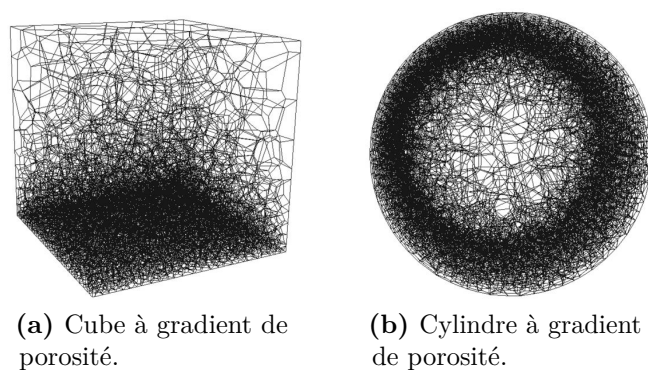 (a) Cube à gradient de
porosité.
(b) Cylindre à gradient
de porosité.